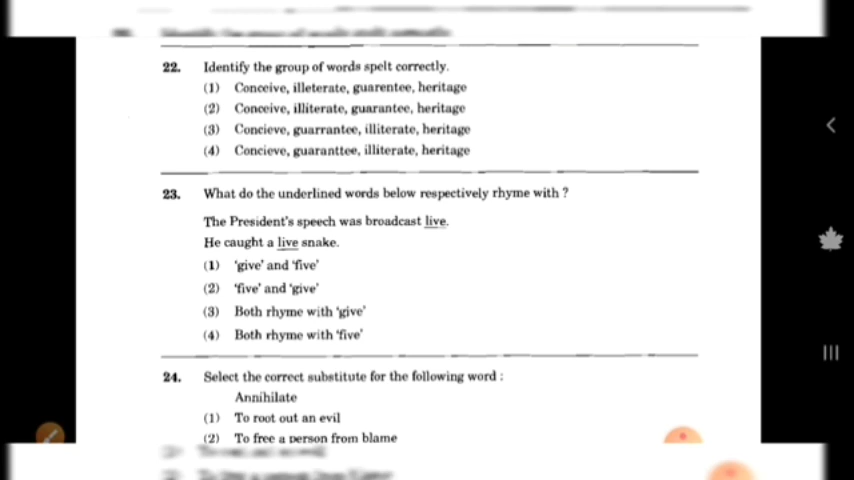 22. Identify the group of words spelt correctly.
(1) Conceive, illeterate, guarentee, heritage
(2) Conceive, illiterate, guarantee, heritage
(3) Concieve, guarrantee, illiterate, heritage
(4) Concieve, guaranttee, illiterate, heritage
23. What do the underlined words below respectively rhyme with ?
The President's speech was broadcast live.
He caught a live snake.
(1) 'give' and 'five'
(2) 'five' and 'give'
(3) Both rhyme with 'give'
(4) Both rhyme with 'five'
24. Select the correct substitute for the following word :
Annihilate
(1) To root out an evil
(2) To free a person from blame